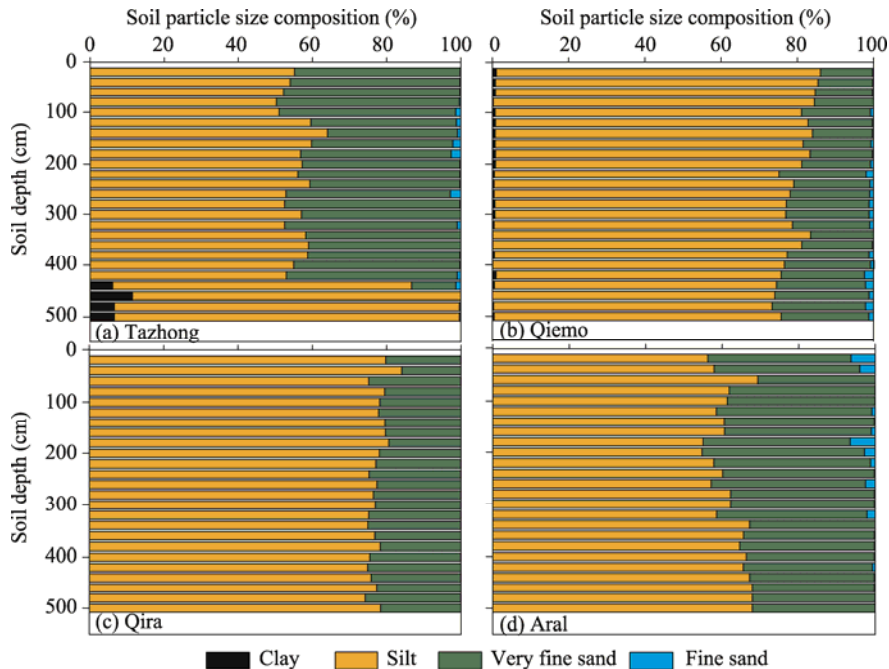 Soil particle size composition (%) Soil particle size composition (%)
0 20 40 60 80 100 0 20 40 60 80 100
0
100
200
300
400
500
Soil depth (cm)
(a) Tazhong (b) Qiemo
0
100
200
300
400
500
Soil depth (cm)
(c) Qira (d) Aral
Clay Silt Very fine sand Fine sand